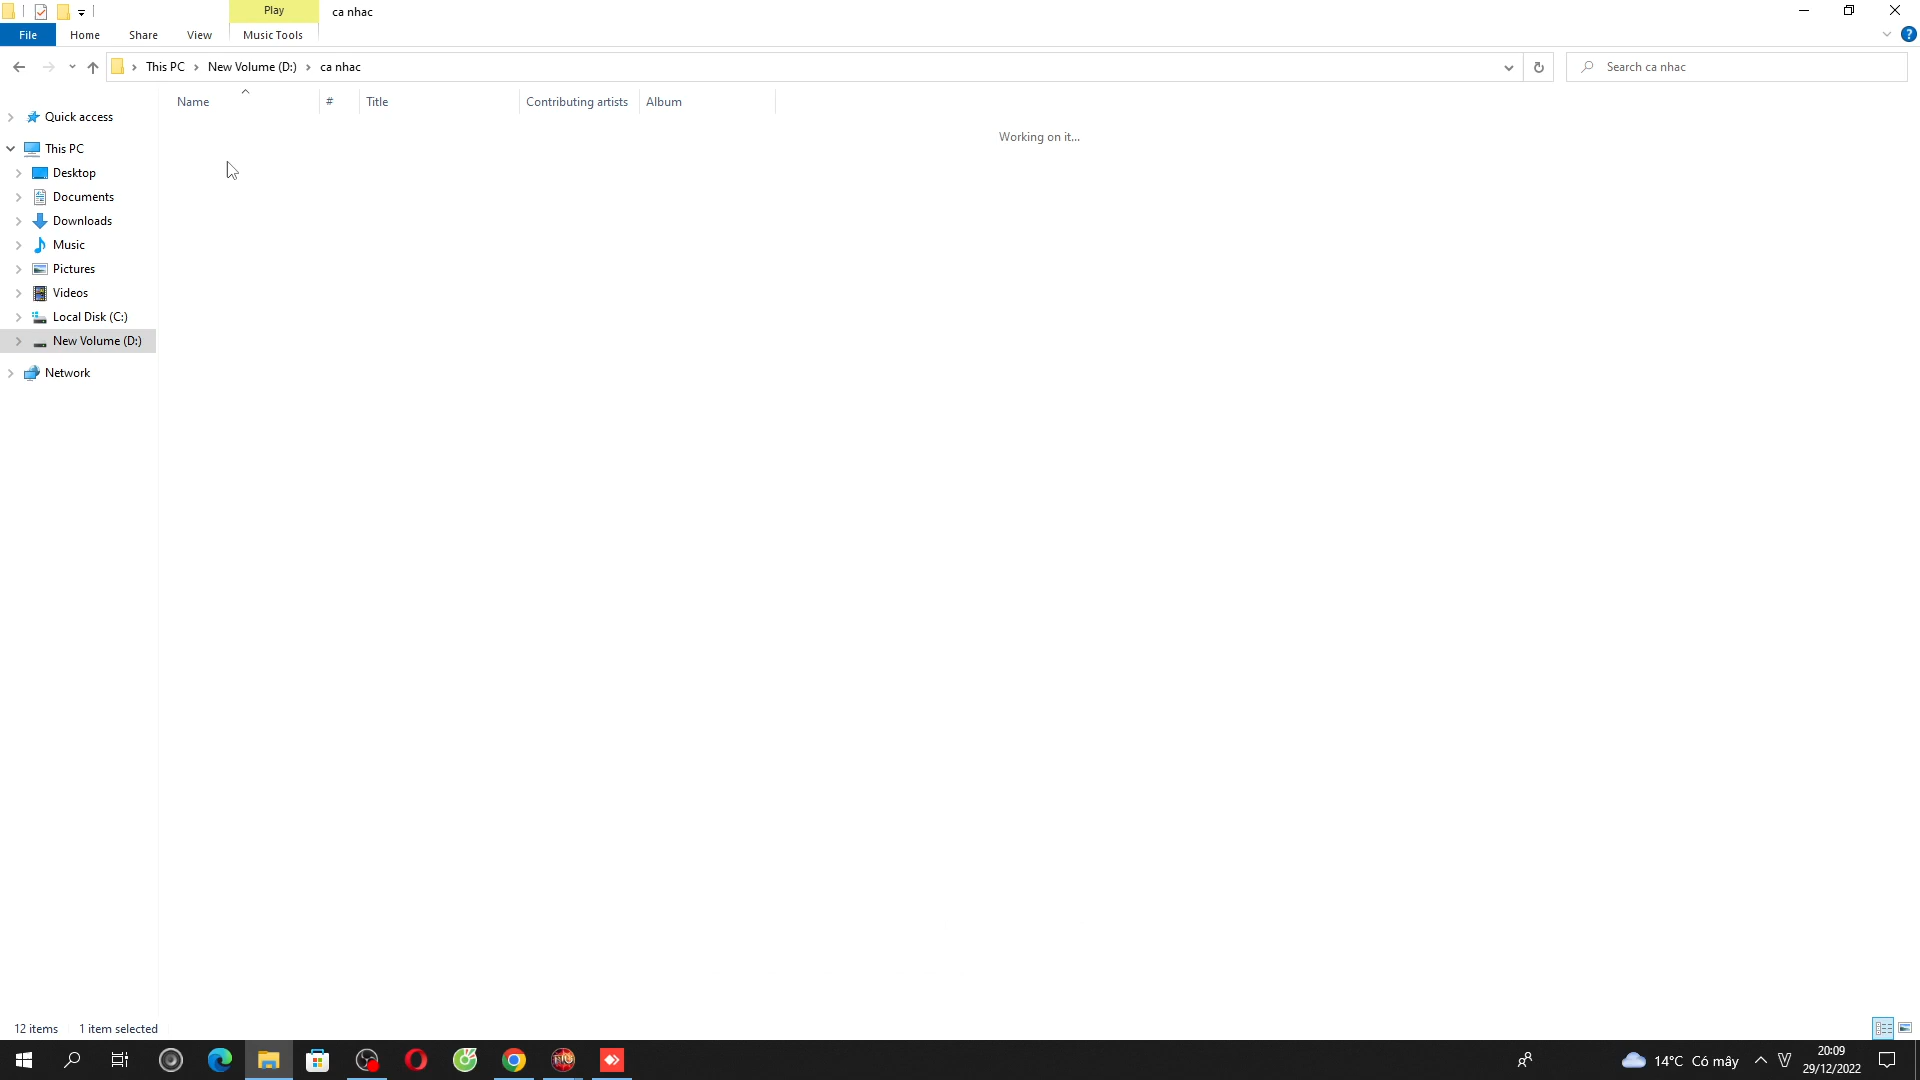 Play
ca nhac
File
Home
Share
View
Music Tools
This PC
New Volume (D:)
ca nhac
Search ca nhac
Name
#
Title
Contributing artists
Album
Working on it...
Quick access
This PC
Desktop
Documents
Downloads
Music
Pictures
Videos
Local Disk (C:)
New Volume (D:)
Network
12 items
1 item selected
14°C Có mây
V
20:09
29/12/2022